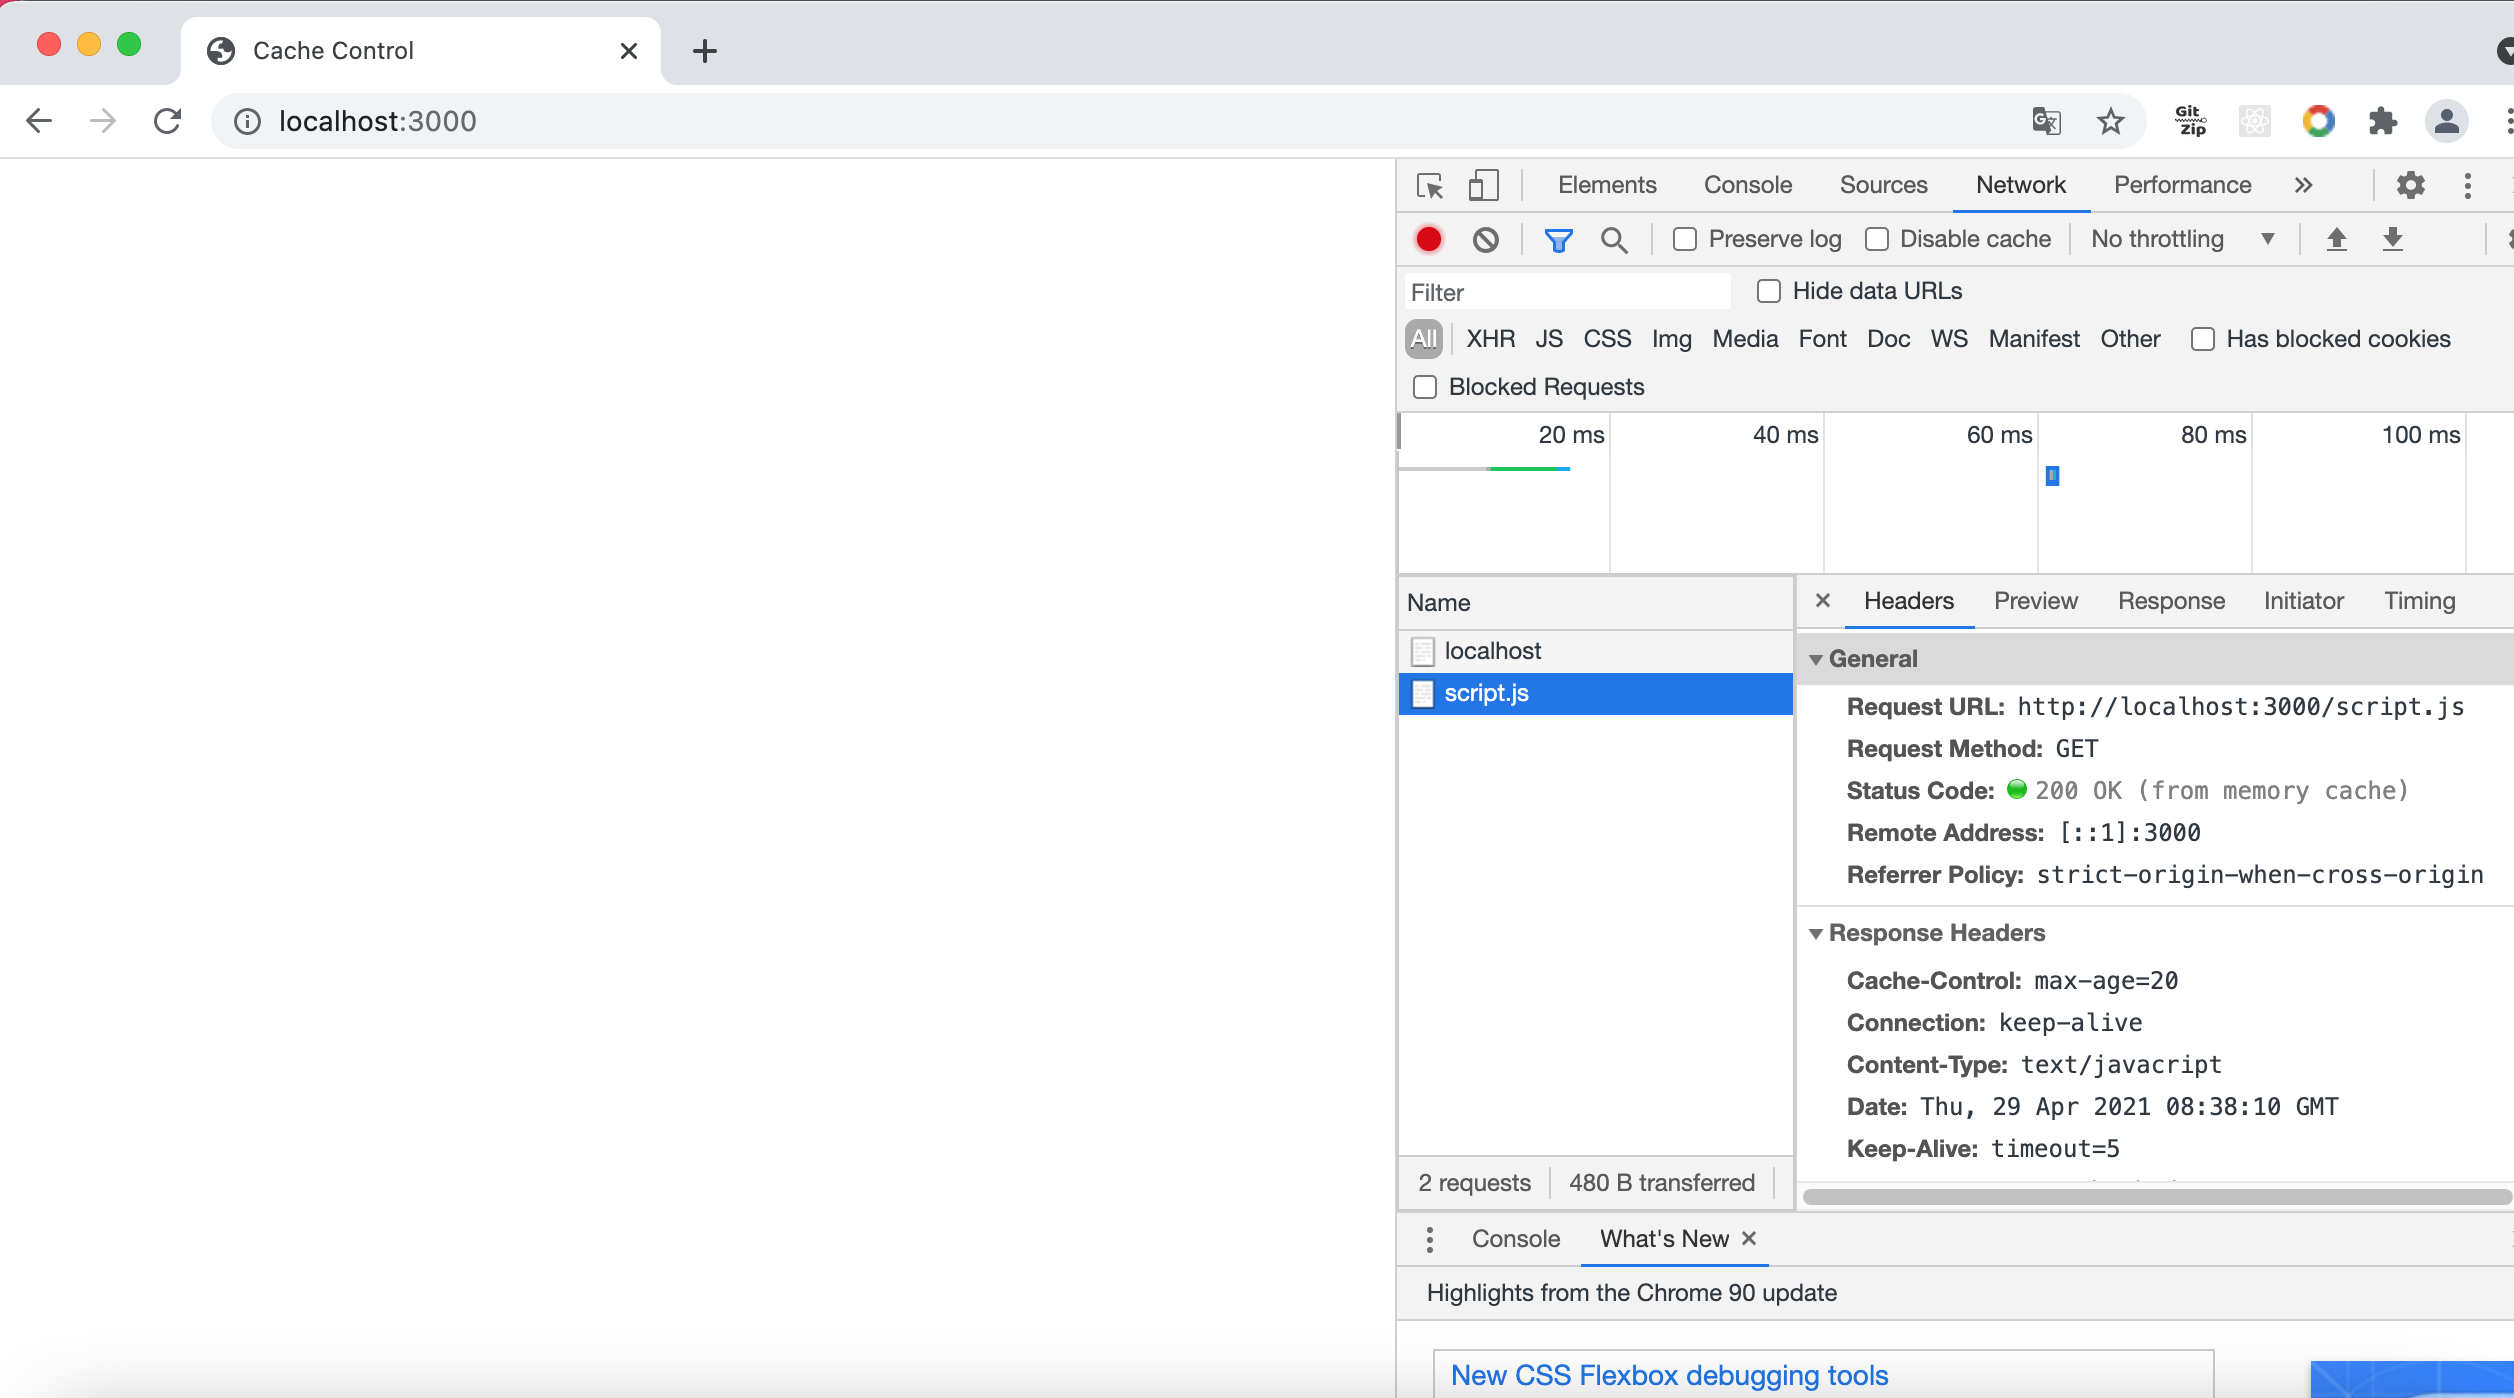 Cache Control
localhost:3000
Git
Zip
Elements Console Sources Network Performance
Preserve log Disable cache No throttling
Filter Hide data URLs
All XHR JS CSS Img Media Font Doc WS Manifest Other Has blocked cookies
Blocked Requests
20 ms 40 ms 60 ms 80 ms 100 ms
Name
Headers Preview Response Initiator Timing
localhost
script.js
General
Request URL: http://localhost:3000/script.js
Request Method: GET
Status Code: 200 OK (from memory cache)
Remote Address: [::1]:3000
Referrer Policy: strict-origin-when-cross-origin
Response Headers
Cache-Control: max-age=20
Connection: keep-alive
Content-Type: text/javacript
Date: Thu, 29 Apr 2021 08:38:10 GMT
Keep-Alive: timeout=5
2 requests 480 B transferred
Console What's New
Highlights from the Chrome 90 update
New CSS Flexbox debugging tools